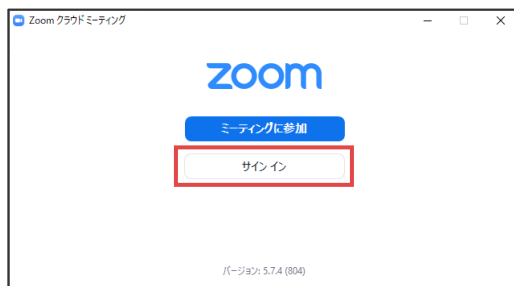 Zoom クラウド ミーティング
zoom
ミーティングに参加
サイン イン
バージョン: 5.7.4 (804)